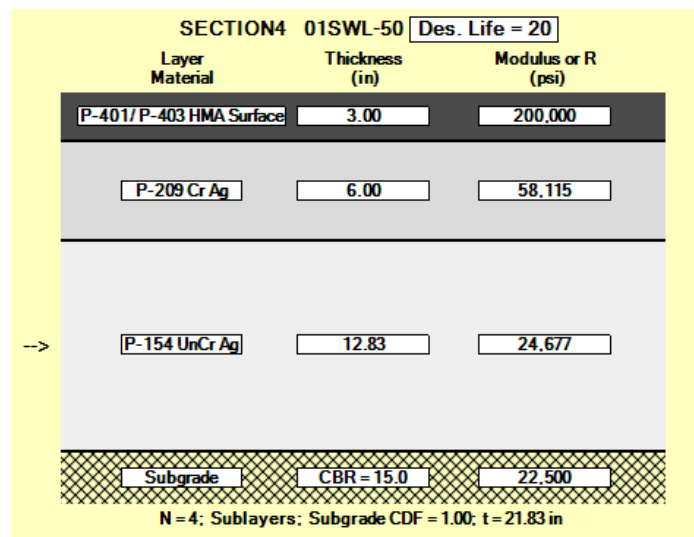 SECTION4 01SWL-50 Des. Life = 20
Layer Material Thickness (in) Modulus or R (psi)
P-401/ P-403 HMA Surface 3.00 200,000
P-209 Cr Ag 6.00 58,115
--> P-154 UnCr Ag 12.83 24,677
Subgrade CBR = 15.0 22,500
N = 4; Sublayers; Subgrade CDF = 1.00; t = 21.83 in